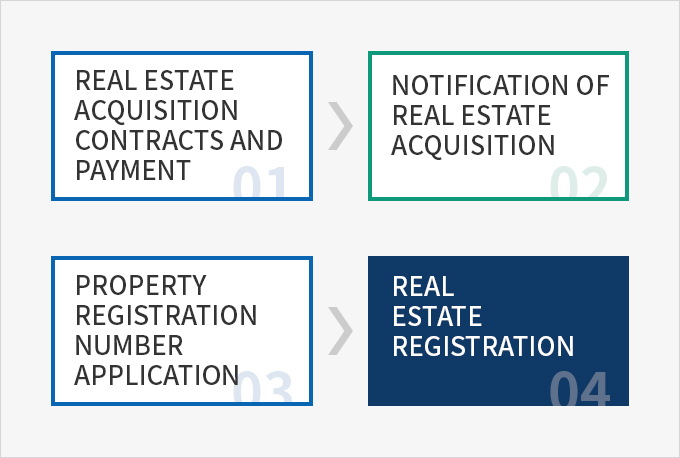 REAL ESTATE
ACQUISITION
CONTRACTS AND
PAYMENT
01
NOTIFICATION OF
REAL ESTATE
ACQUISITION
02
PROPERTY
REGISTRATION
NUMBER
APPLICATION
03
REAL
ESTATE
REGISTRATION
04